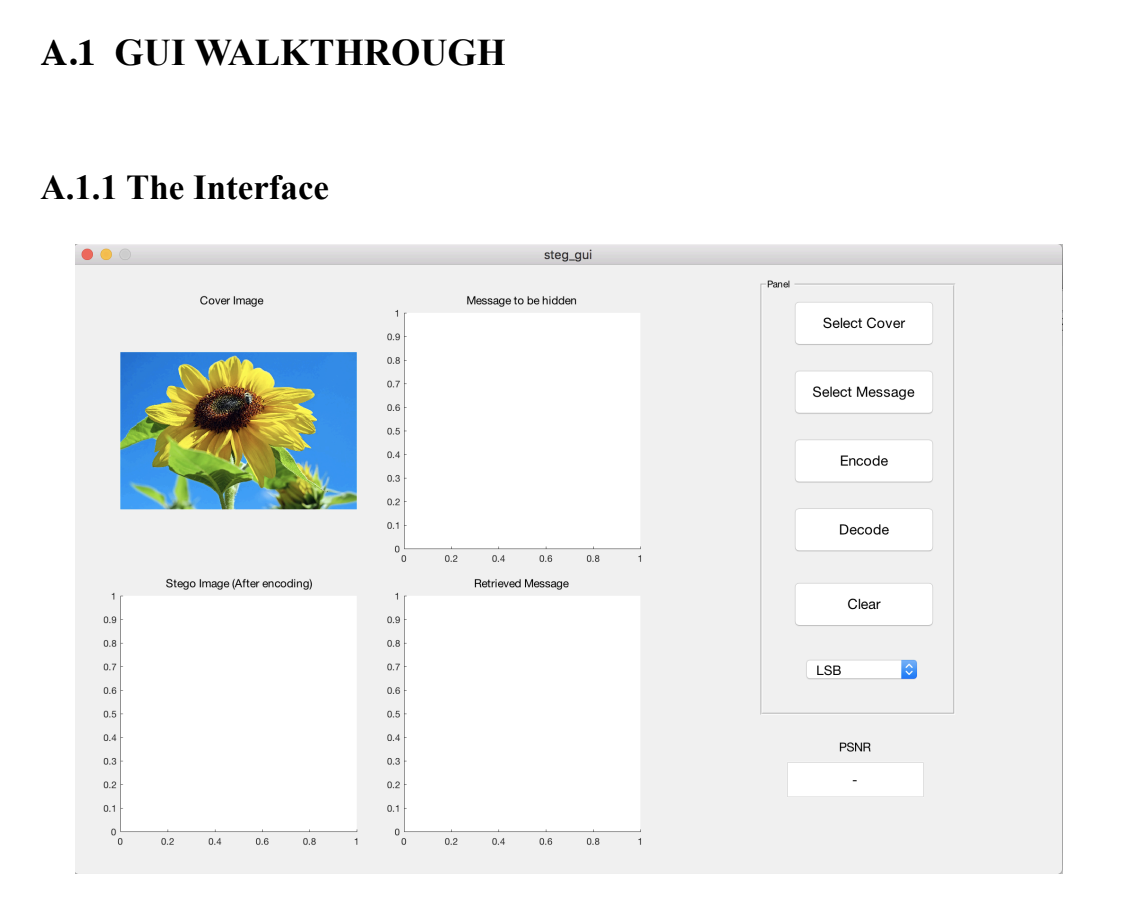 A.1 GUI WALKTHROUGH
A.1.1 The Interface
steg_gui
Cover Image
Message to be hidden
1
0.9
0.8
0.7
0.6
0.5
0.4
0.3
0.2
0.1
0
0 0.2 0.4 0.6 0.8 1
Stego Image (After encoding)
1
0.9
0.8
0.7
0.6
0.5
0.4
0.3
0.2
0.1
0
0 0.2 0.4 0.6 0.8 1
Retrieved Message
1
0.9
0.8
0.7
0.6
0.5
0.4
0.3
0.2
0.1
0
0 0.2 0.4 0.6 0.8 1
Panel
Select Cover
Select Message
Encode
Decode
Clear
LSB
PSNR
-